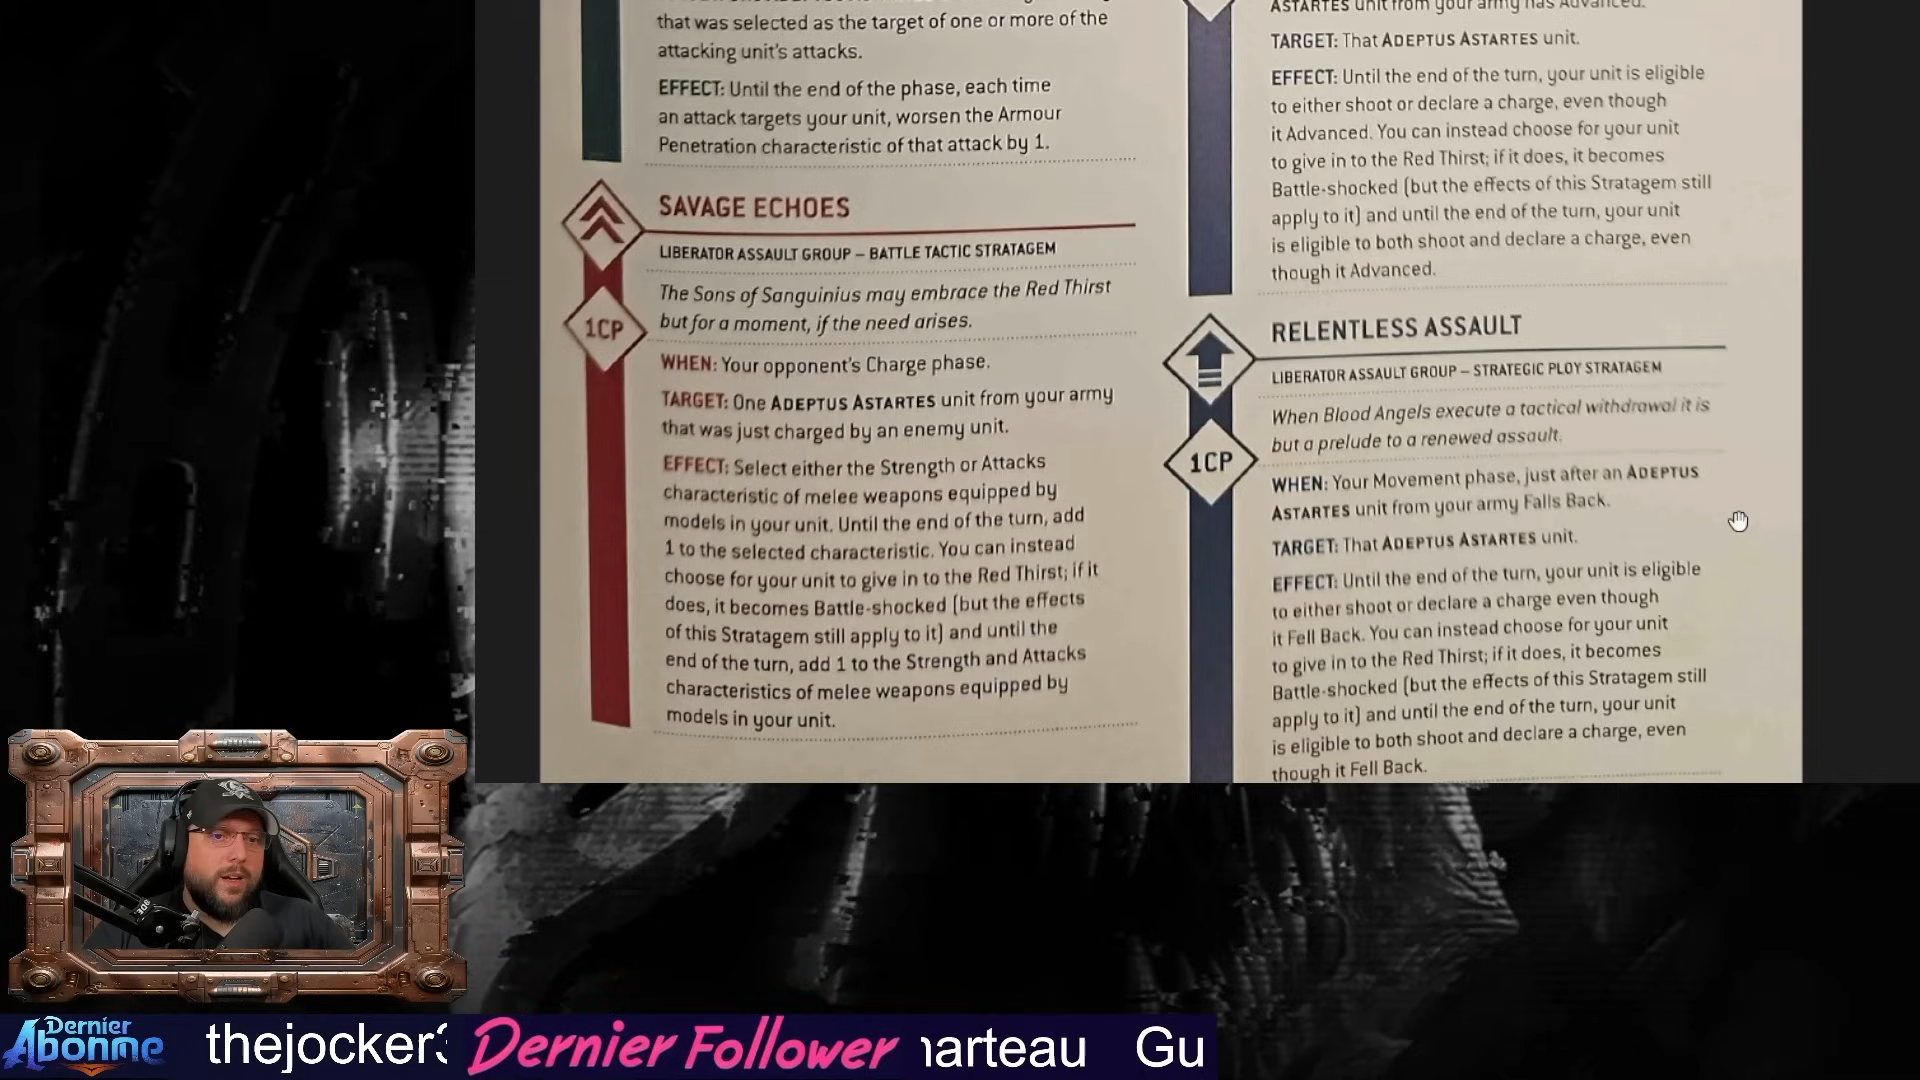 that was selected as the target of one or more of the
attacking unit's attacks.
EFFECT: Until the end of the phase, each time
an attack targets your unit, worsen the Armour
Penetration characteristic of that attack by 1.
SAVAGE ECHOES
LIBERATOR ASSAULT GROUP – BATTLE TACTIC STRATAGEM
The Sons of Sanguinius may embrace the Red Thirst
but for a moment, if the need arises.
1CP
WHEN: Your opponent's Charge phase.
TARGET: One ADEPTUS ASTARTES unit from your army
that was just charged by an enemy unit.
EFFECT: Select either the Strength or Attacks
characteristic of melee weapons equipped by
models in your unit. Until the end of the turn, add
1 to the selected characteristic. You can instead
choose for your unit to give in to the Red Thirst; if it
does, it becomes Battle-shocked (but the effects
of this Stratagem still apply to it) and until the
end of the turn, add 1 to the Strength and Attacks
characteristics of melee weapons equipped by
models in your unit.
ASTARTES unit from your army has Advanced.
TARGET: That ADEPTUS ASTARTES unit.
EFFECT: Until the end of the turn, your unit is eligible
to either shoot or declare a charge, even though
it Advanced. You can instead choose for your unit
to give in to the Red Thirst; if it does, it becomes
Battle-shocked (but the effects of this Stratagem still
apply to it) and until the end of the turn, your unit
is eligible to both shoot and declare a charge, even
though it Advanced.
RELENTLESS ASSAULT
LIBERATOR ASSAULT GROUP – STRATEGIC PLOY STRATAGEM
When Blood Angels execute a tactical withdrawal it is
but a prelude to a renewed assault.
1CP
WHEN: Your Movement phase, just after an ADEPTUS
ASTARTES unit from your army Falls Back.
TARGET: That ADEPTUS ASTARTES unit.
EFFECT: Until the end of the turn, your unit is eligible
to either shoot or declare a charge even though
it Fell Back. You can instead choose for your unit
to give in to the Red Thirst; if it does, it becomes
Battle-shocked (but the effects of this Stratagem still
apply to it) and until the end of the turn, your unit
is eligible to both shoot and declare a charge, even
though it Fell Back.
Dernier
Abonné
thejocker
Dernier Follower
harteau Gu